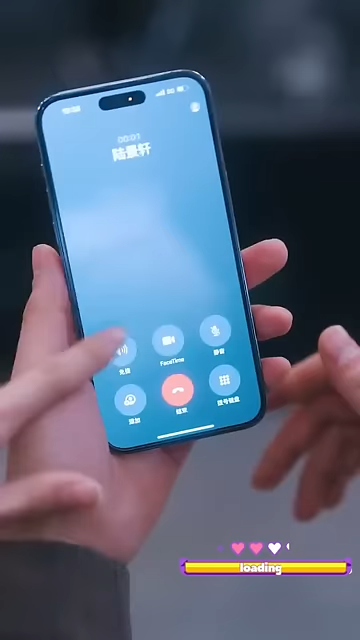 00:01
陆景轩
免提
FaceTime
静音
添加
结束
拨号键盘
loading